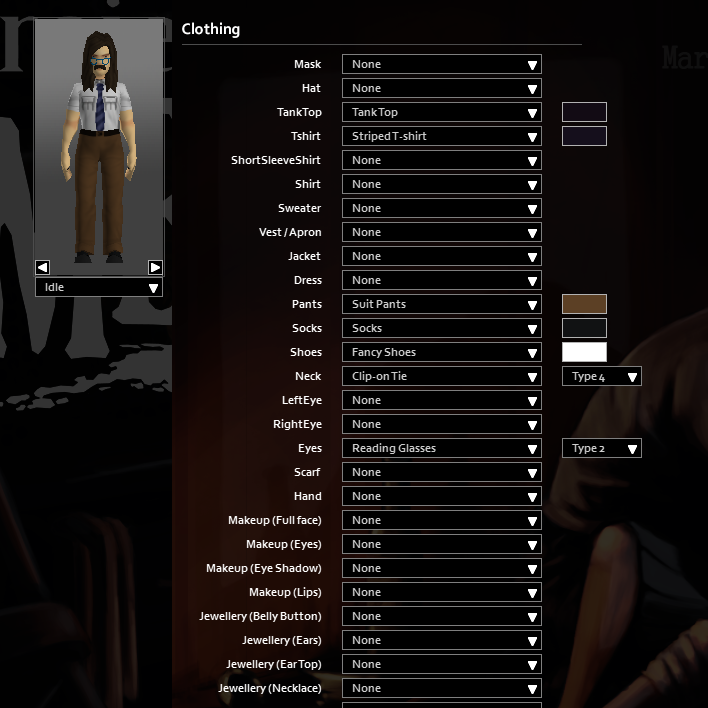 Clothing
Mask None
Hat None
TankTop TankTop
Tshirt Striped T-shirt
ShortSleeveShirt None
Shirt None
Sweater None
Vest / Apron None
Jacket None
Dress None
Pants Suit Pants
Socks Socks
Shoes Fancy Shoes
Neck Clip-on Tie Type 4
LeftEye None
RightEye None
Eyes Reading Glasses Type 2
Scarf None
Hand None
Makeup (Full face) None
Makeup (Eyes) None
Makeup (Eye Shadow) None
Makeup (Lips) None
Jewellery (Belly Button) None
Jewellery (Ears) None
Jewellery (Ear Top) None
Jewellery (Necklace) None
Idle
Mar